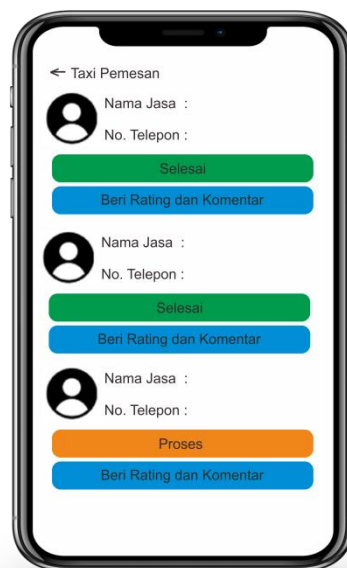 ← Taxi Pemesan
Nama Jasa :
No. Telepon :
Selesai
Beri Rating dan Komentar
Nama Jasa :
No. Telepon :
Selesai
Beri Rating dan Komentar
Nama Jasa :
No. Telepon :
Proses
Beri Rating dan Komentar